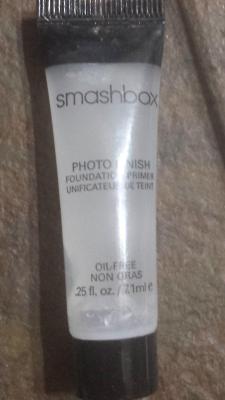 smashbox
PHOTO FINISH
FOUNDATION PRIMER
UNIFICATEUR DE TEINT
OIL-FREE
NON GRAS
.25 fl. oz. / 7.1ml e